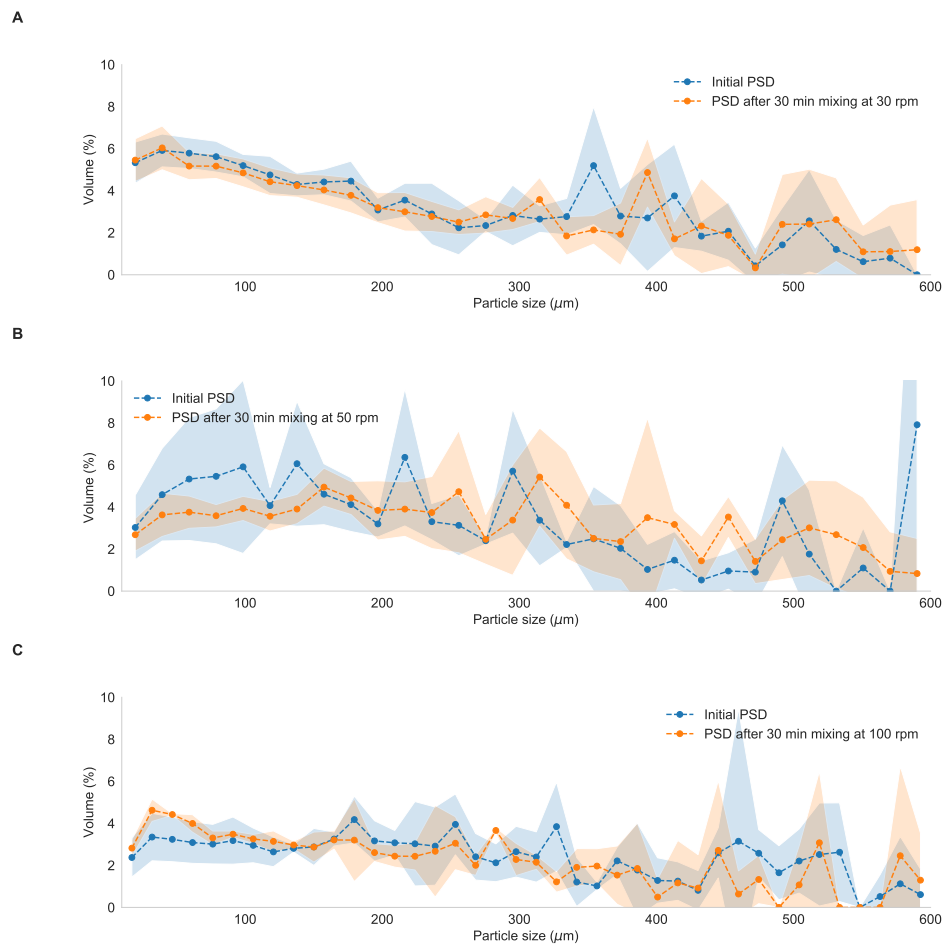 A
10
8
6
4
2
0
Volume (%)
Initial PSD
PSD after 30 min mixing at 30 rpm
100 200 300 400 500 600
Particle size (μm)
B
10
8
6
4
2
0
Volume (%)
Initial PSD
PSD after 30 min mixing at 50 rpm
100 200 300 400 500 600
Particle size (μm)
C
10
8
6
4
2
0
Volume (%)
Initial PSD
PSD after 30 min mixing at 100 rpm
100 200 300 400 500 600
Particle size (μm)